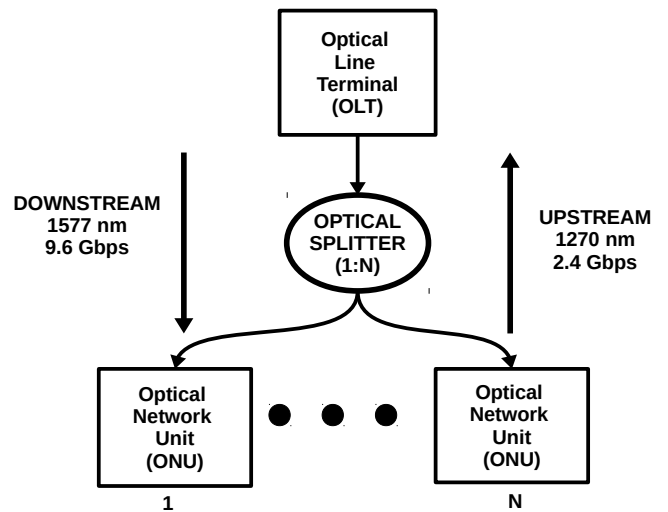 Optical
Line
Terminal
(OLT)
DOWNSTREAM
1577 nm
9.6 Gbps
OPTICAL
SPLITTER
(1:N)
UPSTREAM
1270 nm
2.4 Gbps
Optical
Network
Unit
(ONU)
1
Optical
Network
Unit
(ONU)
N